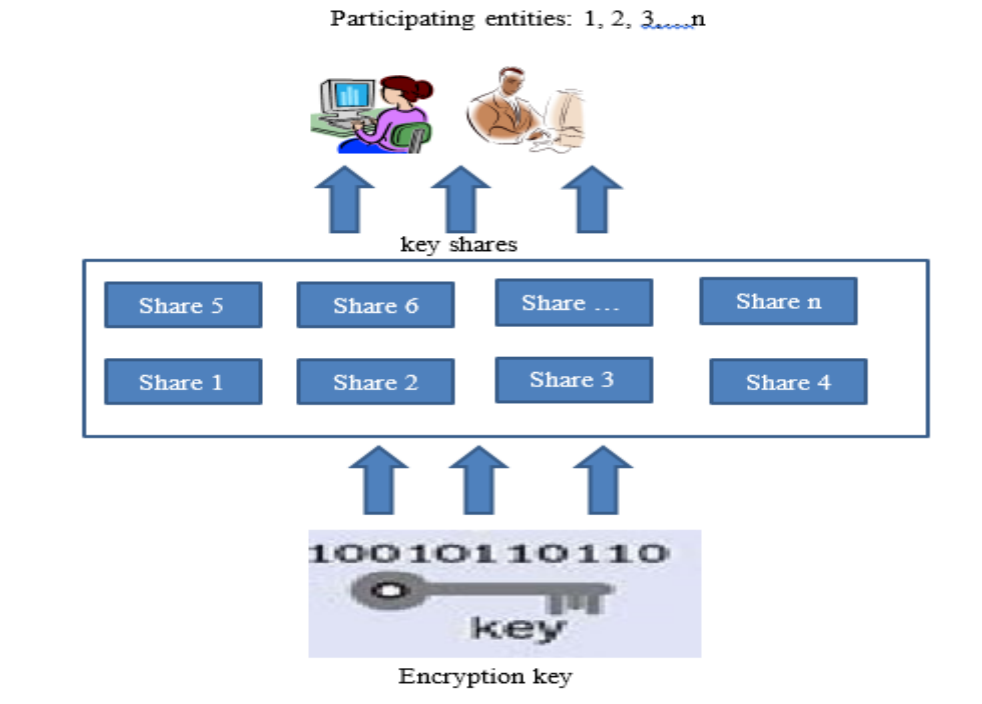 Participating entities: 1, 2, 3,.....n
key shares
Share 5 Share 6 Share ... Share n
Share 1 Share 2 Share 3 Share 4
10010110110
key
Encryption key